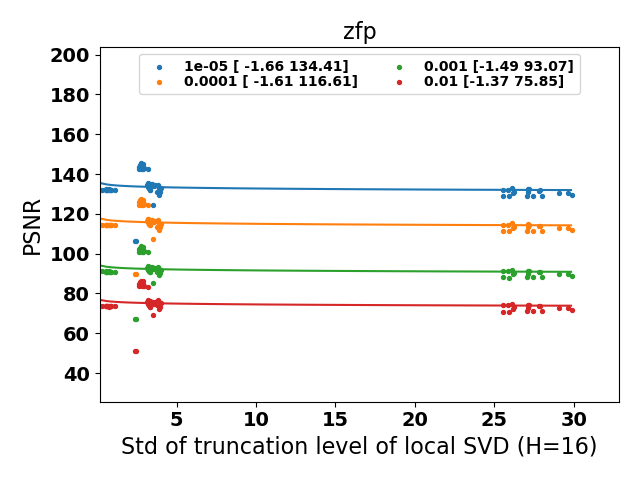 zfp
200
180
160
140
120
100
80
60
40
PSNR
1e-05 [ -1.66 134.41]
0.0001 [ -1.61 116.61]
0.001 [-1.49 93.07]
0.01 [-1.37 75.85]
5 10 15 20 25 30
Std of truncation level of local SVD (H=16)